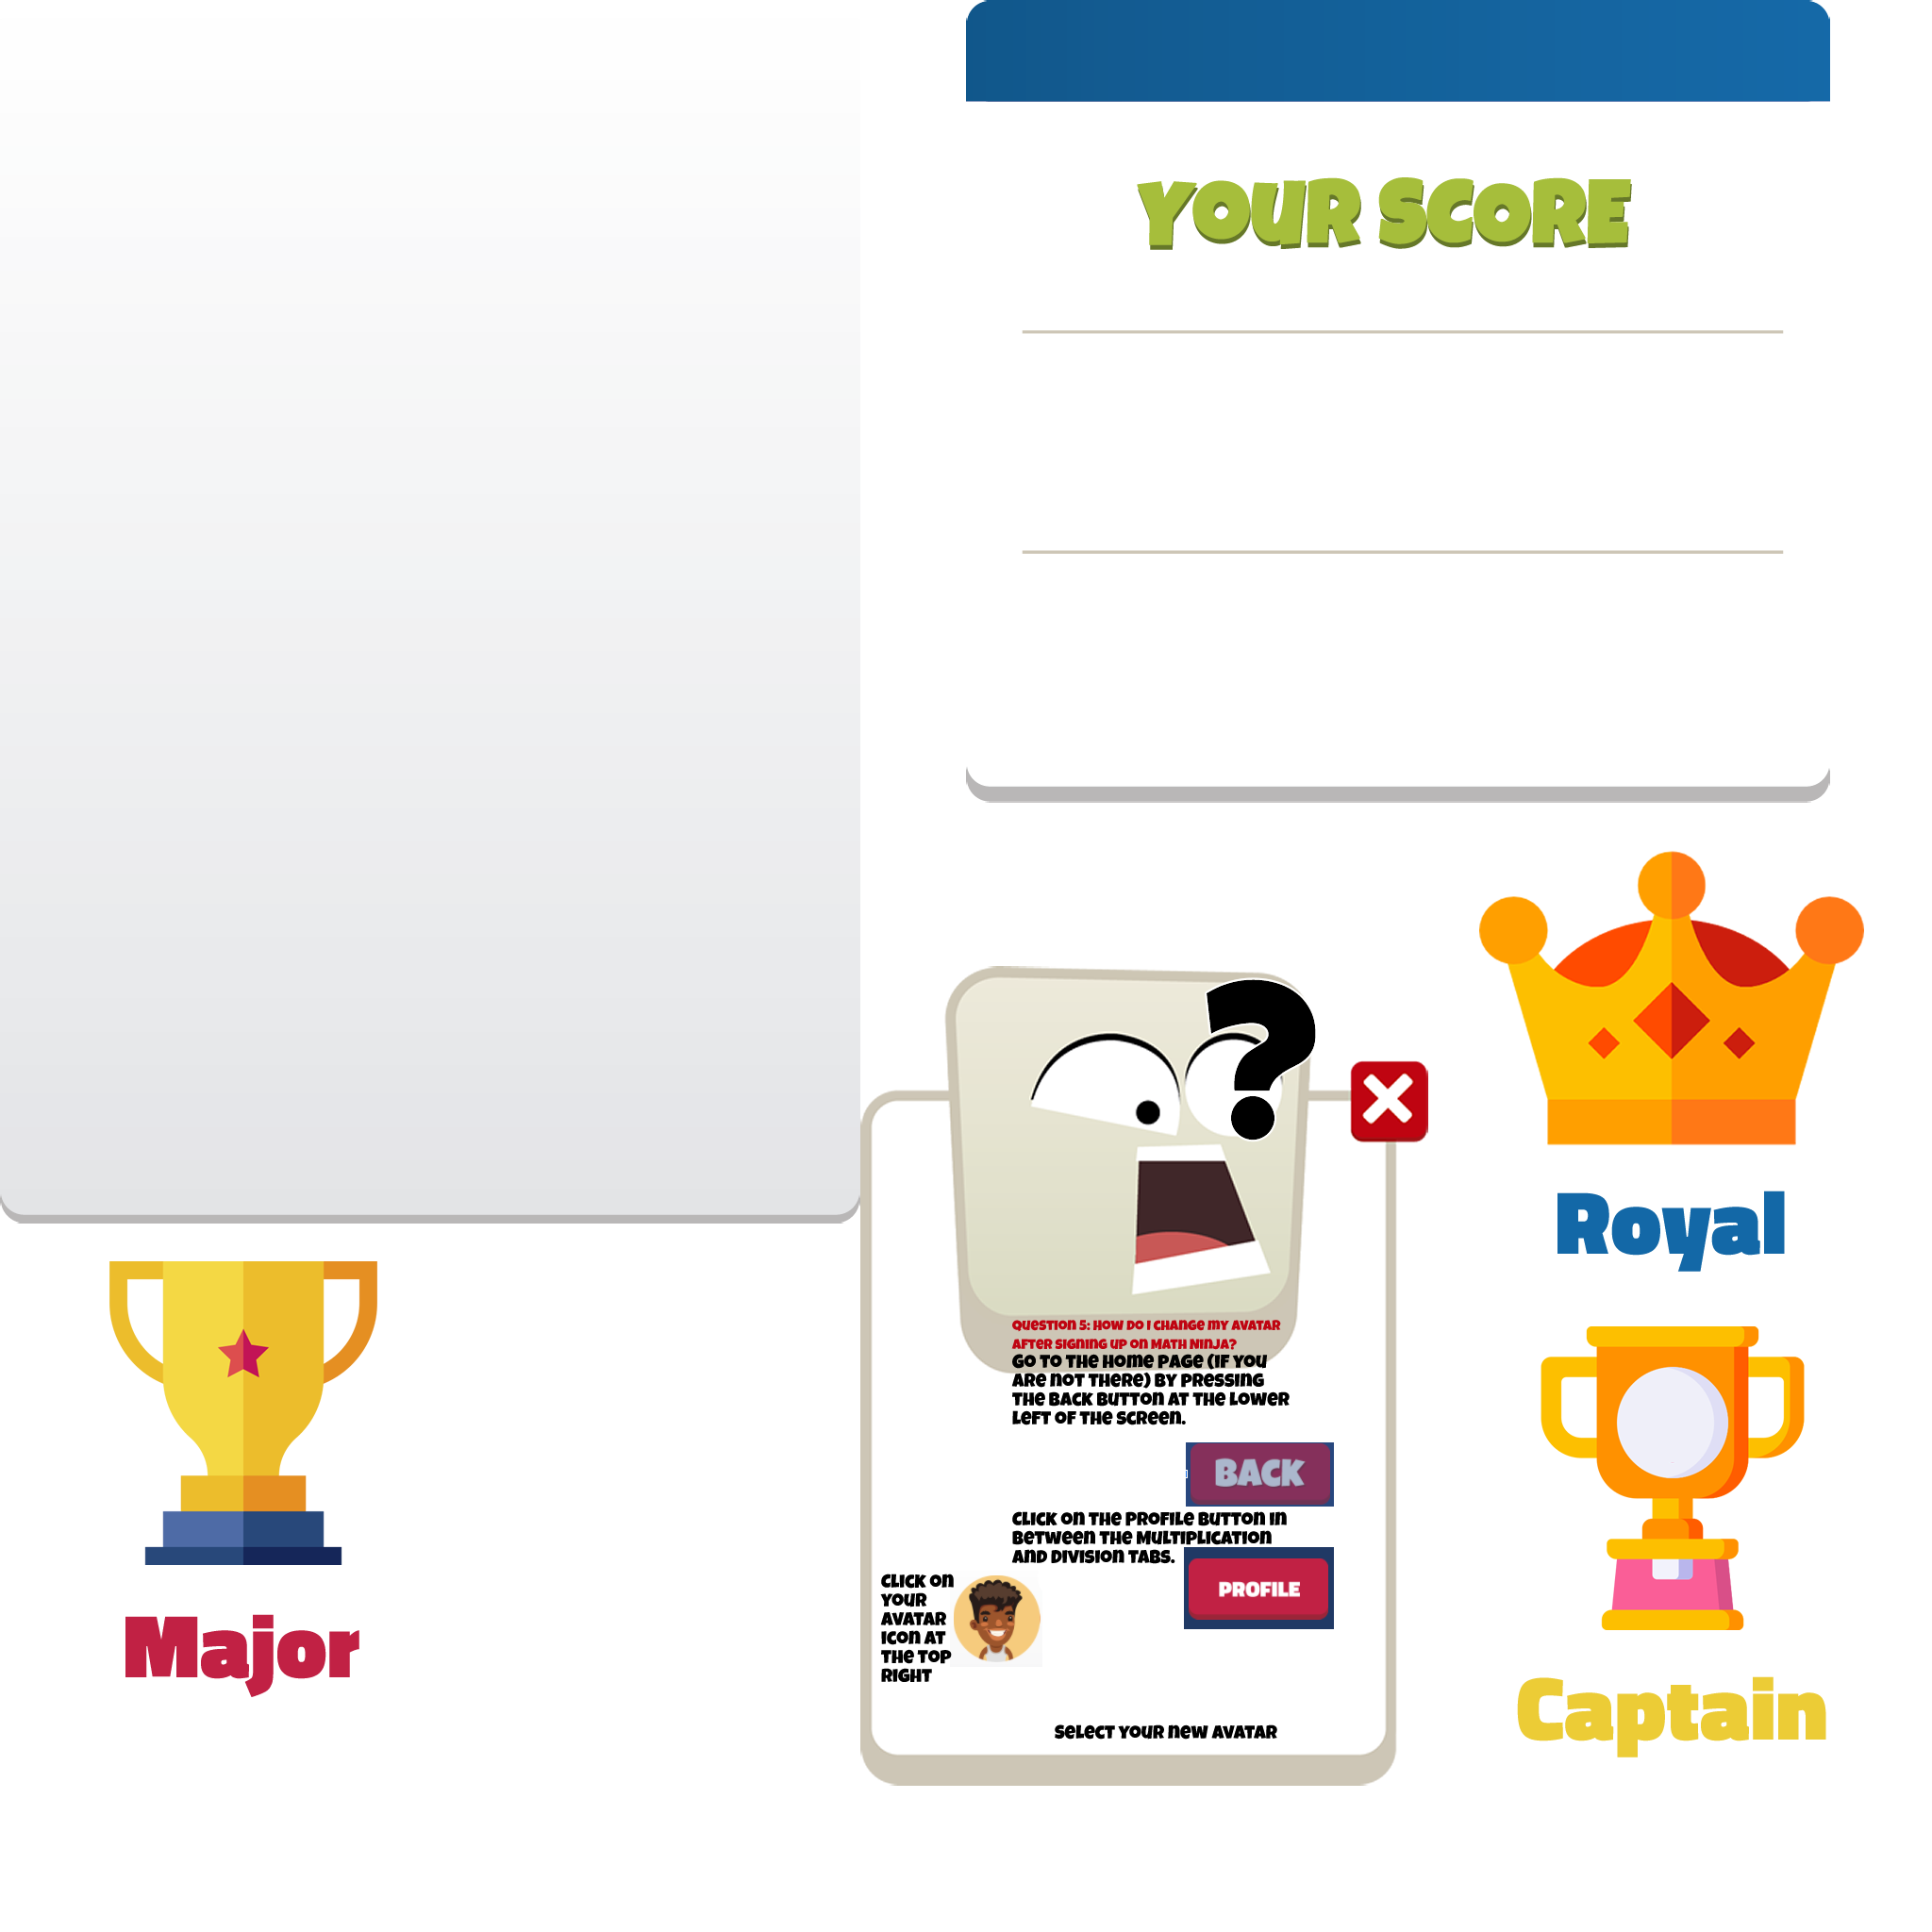 YOUR SCORE
Royal
?
QUESTION 5: HOW DO I CHANGE MY AVATAR
AFTER SIGNING UP ON MATH NINJA?
GO TO THE HOME PAGE (IF YOU
ARE NOT THERE) BY PRESSING
THE BACK BUTTON AT THE LOWER
LEFT OF THE SCREEN.
BACK
CLICK ON THE PROFILE BUTTON IN
BETWEEN THE MULTIPLICATION
AND DIVISION TABS.
PROFILE
CLICK ON
YOUR
AVATAR
ICON AT
THE TOP
RIGHT
SELECT YOUR NEW AVATAR
Major
Captain